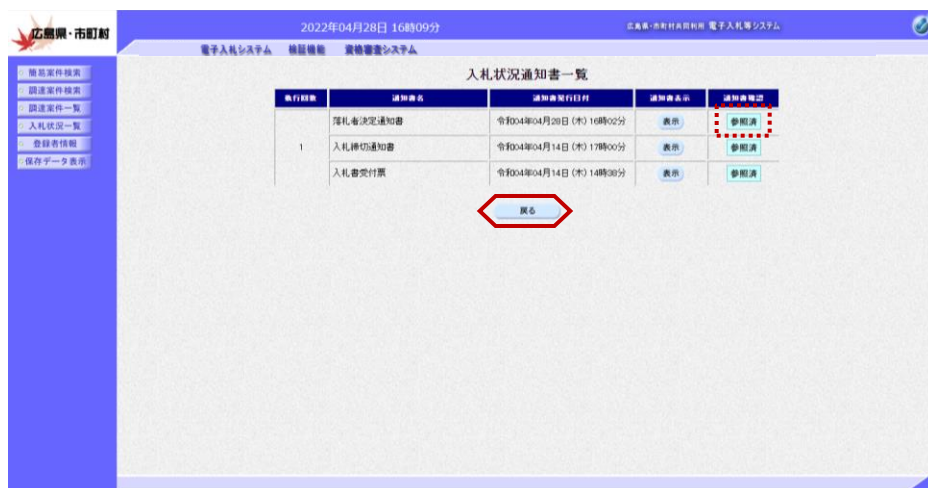 広島県・市町村
2022年04月28日 16時09分
広島県・市町村共同利用 電子入札等システム
電子入札システム 検証機能 資格審査システム
簡易案件検索
調達案件検索
調達案件一覧
入札状況一覧
登録者情報
保存データ表示
入札状況通知書一覧
執行回数 通知書名 通知書発行日付 通知書表示 通知書確認
落札者決定通知書 令和04年04月28日 (木) 16時02分 表示 参照済
1 入札締切通知書 令和04年04月14日 (木) 17時00分 表示 参照済
入札書受付票 令和04年04月14日 (木) 14時38分 表示 参照済
戻る